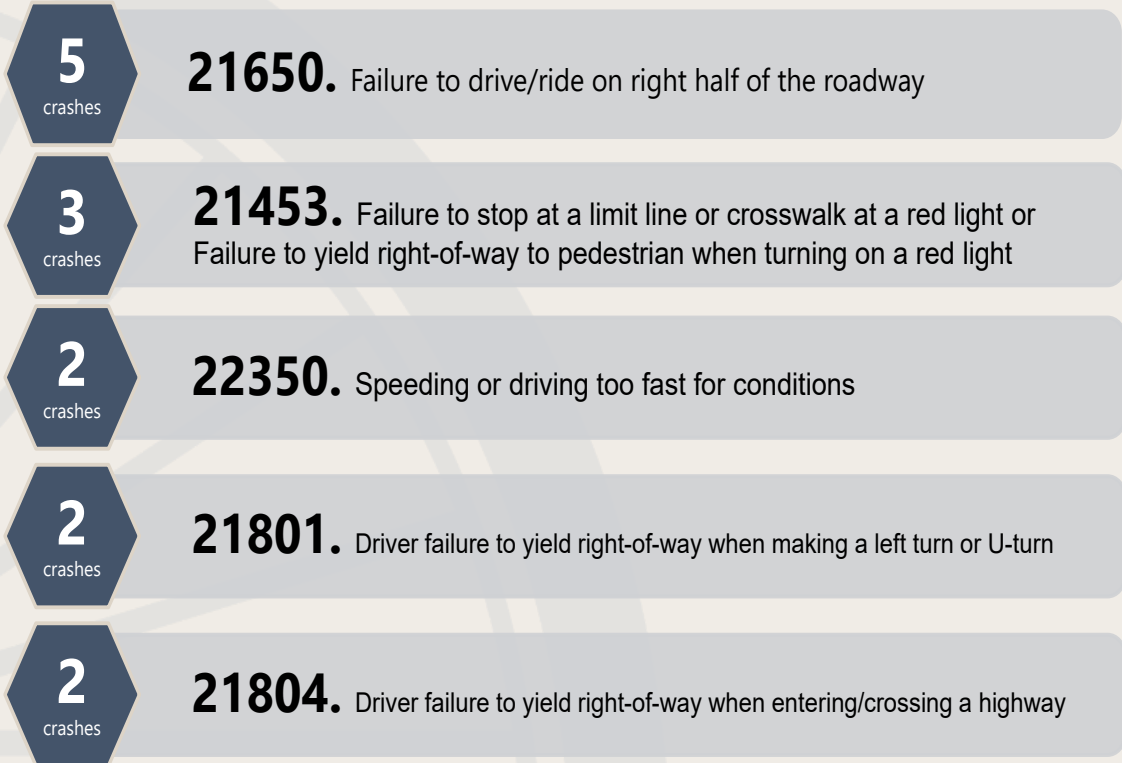 5
crashes
21650. Failure to drive/ride on right half of the roadway
3
crashes
21453. Failure to stop at a limit line or crosswalk at a red light or
Failure to yield right-of-way to pedestrian when turning on a red light
2
crashes
22350. Speeding or driving too fast for conditions
2
crashes
21801. Driver failure to yield right-of-way when making a left turn or U-turn
2
crashes
21804. Driver failure to yield right-of-way when entering/crossing a highway